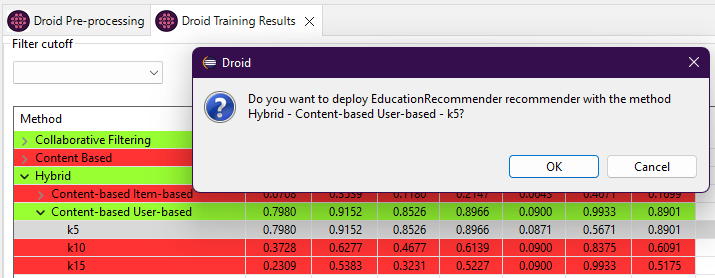 Droid Pre-processing
Droid Training Results
Filter cutoff
Droid
Do you want to deploy EducationRecommender recommender with the method
Hybrid - Content-based User-based - k5?
OK Cancel
Method
Collaborative Filtering
Content Based
Hybrid
Content-based Item-based 0.0708 0.3539 0.1180 0.2147 0.0643 0.4071 0.1699
Content-based User-based 0.7980 0.9152 0.8526 0.8966 0.0900 0.9933 0.8901
k5 0.7980 0.9152 0.8526 0.8966 0.0871 0.5671 0.8901
k10 0.3728 0.6277 0.4677 0.6139 0.0900 0.8375 0.6091
k15 0.2309 0.5383 0.3231 0.5227 0.0900 0.9933 0.5175